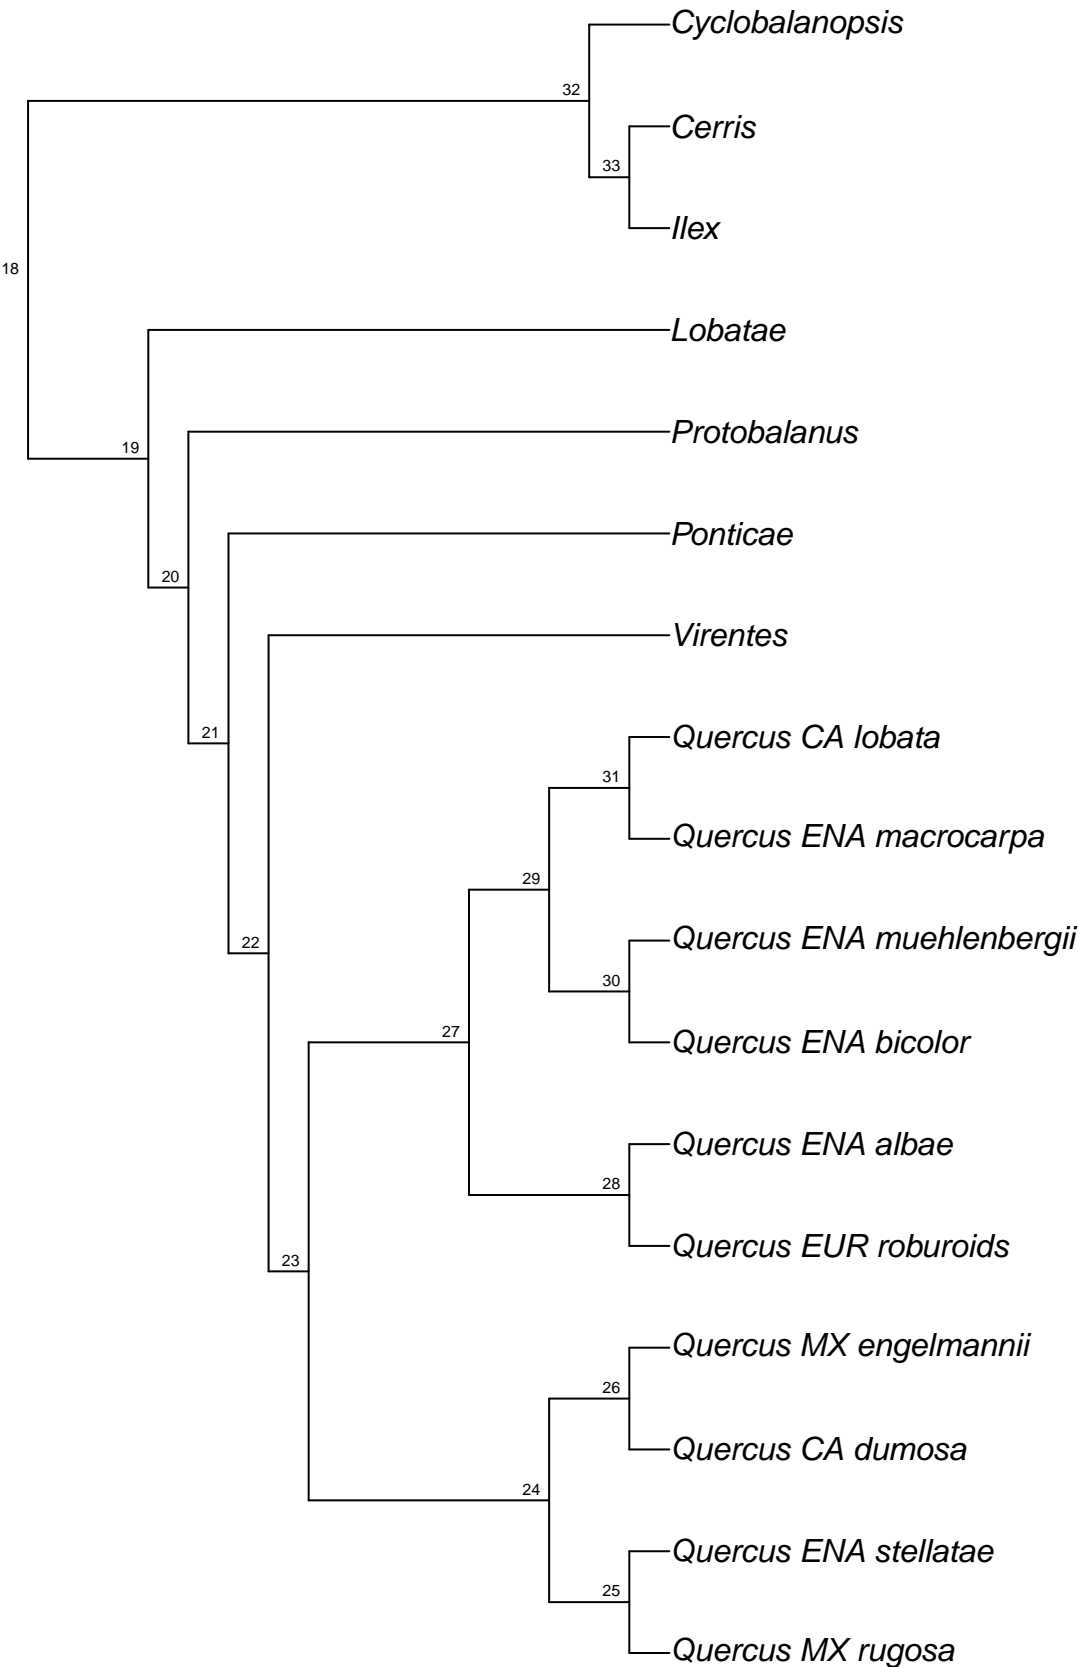 Cyclobalanopsis
32
Cerris
33
Ilex
18
Lobatae
Protobalanus
19
Ponticae
20
Virentes
21
Quercus CA lobata
31
Quercus ENA macrocarpa
29
Quercus ENA muehlenbergii
22
30
27
Quercus ENA bicolor
Quercus ENA albae
28
Quercus EUR roburoids
23
Quercus MX engelmannii
26
Quercus CA dumosa
24
Quercus ENA stellatae
25
Quercus MX rugosa